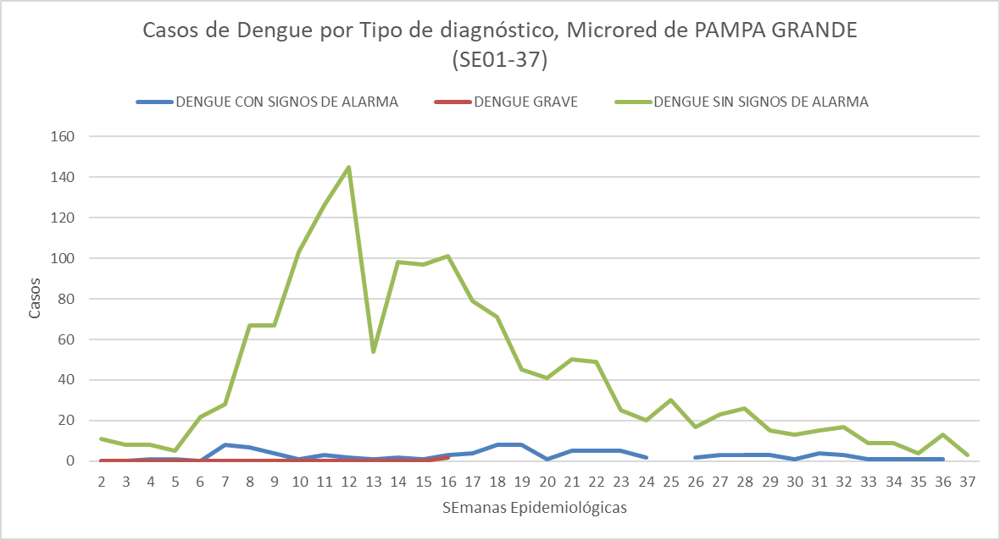 Casos de Dengue por Tipo de diagnóstico, Microred de PAMPA GRANDE
(SE01-37)
DENGUE CON SIGNOS DE ALARMA DENGUE GRAVE DENGUE SIN SIGNOS DE ALARMA
160
140
120
100
80
60
40
20
0
Casos
2 3 4 5 6 7 8 9 10 11 12 13 14 15 16 17 18 19 20 21 22 23 24 25 26 27 28 29 30 31 32 33 34 35 36 37
SEmanas Epidemiológicas